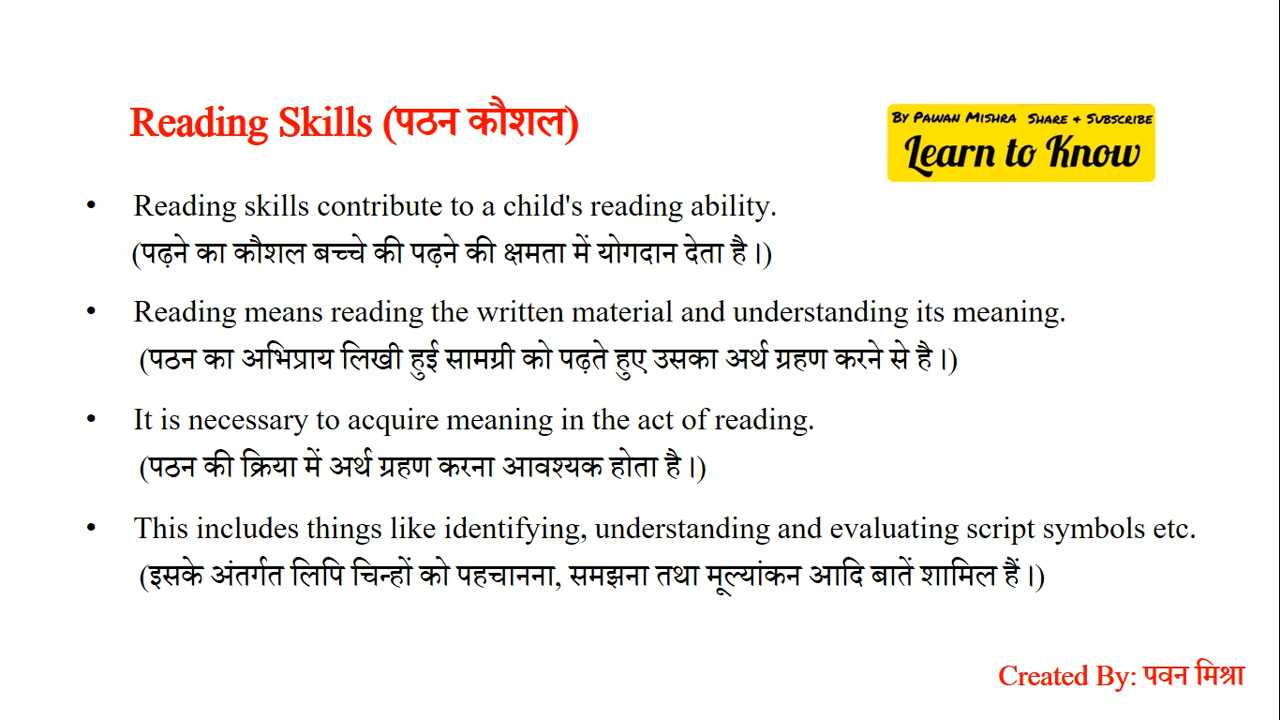 Reading Skills (पठन कौशल)
By Pawan Mishra Share & Subscribe
Learn to Know
• Reading skills contribute to a child's reading ability.
(पढ़ने का कौशल बच्चे की पढ़ने की क्षमता में योगदान देता है।)
• Reading means reading the written material and understanding its meaning.
(पठन का अभिप्राय लिखी हुई सामग्री को पढ़ते हुए उसका अर्थ ग्रहण करने से है।)
• It is necessary to acquire meaning in the act of reading.
(पठन की क्रिया में अर्थ ग्रहण करना आवश्यक होता है।)
• This includes things like identifying, understanding and evaluating script symbols etc.
(इसके अंतर्गत लिपि चिन्हों को पहचानना, समझना तथा मूल्यांकन आदि बातें शामिल हैं।)
Created By: पवन मिश्रा